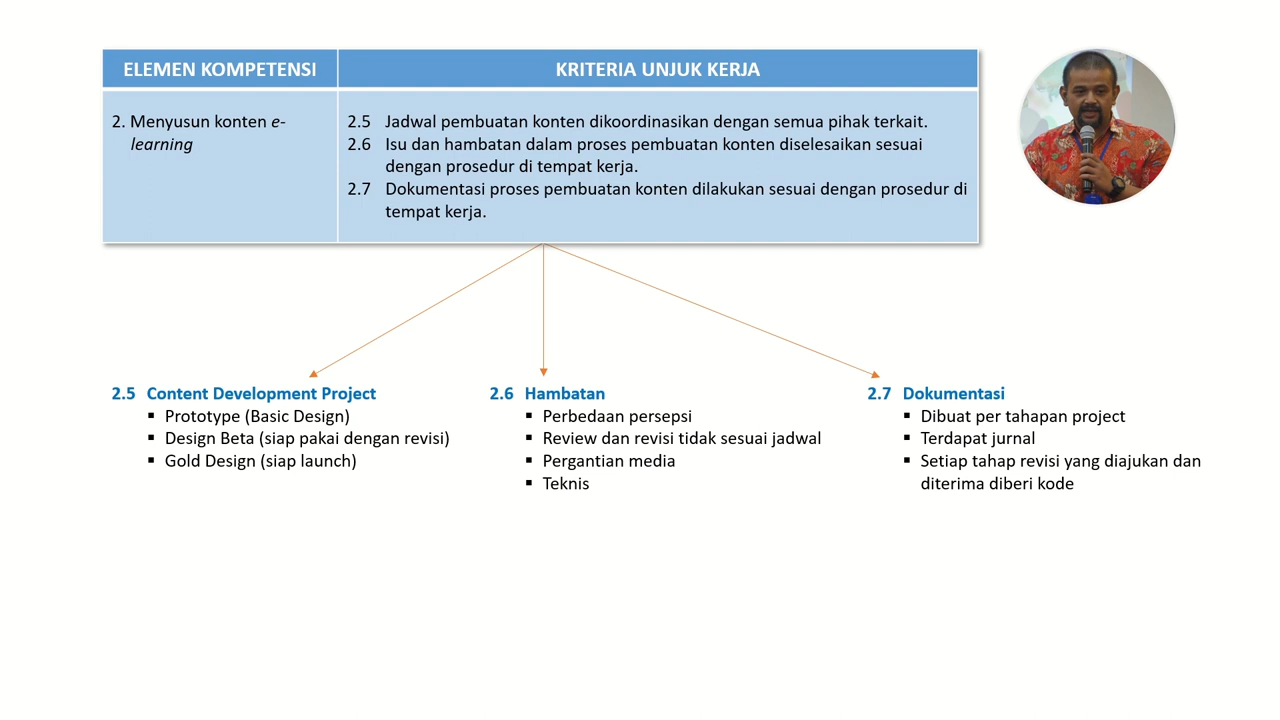 ELEMEN KOMPETENSI
KRITERIA UNJUK KERJA
2. Menyusun konten e-
learning
2.5 Jadwal pembuatan konten dikoordinasikan dengan semua pihak terkait.
2.6 Isu dan hambatan dalam proses pembuatan konten diselesaikan sesuai
dengan prosedur di tempat kerja.
2.7 Dokumentasi proses pembuatan konten dilakukan sesuai dengan prosedur di
tempat kerja.
2.5 Content Development Project
▪ Prototype (Basic Design)
▪ Design Beta (siap pakai dengan revisi)
▪ Gold Design (siap launch)
2.6 Hambatan
▪ Perbedaan persepsi
▪ Review dan revisi tidak sesuai jadwal
▪ Pergantian media
▪ Teknis
2.7 Dokumentasi
▪ Dibuat per tahapan project
▪ Terdapat jurnal
▪ Setiap tahap revisi yang diajukan dan
diterima diberi kode